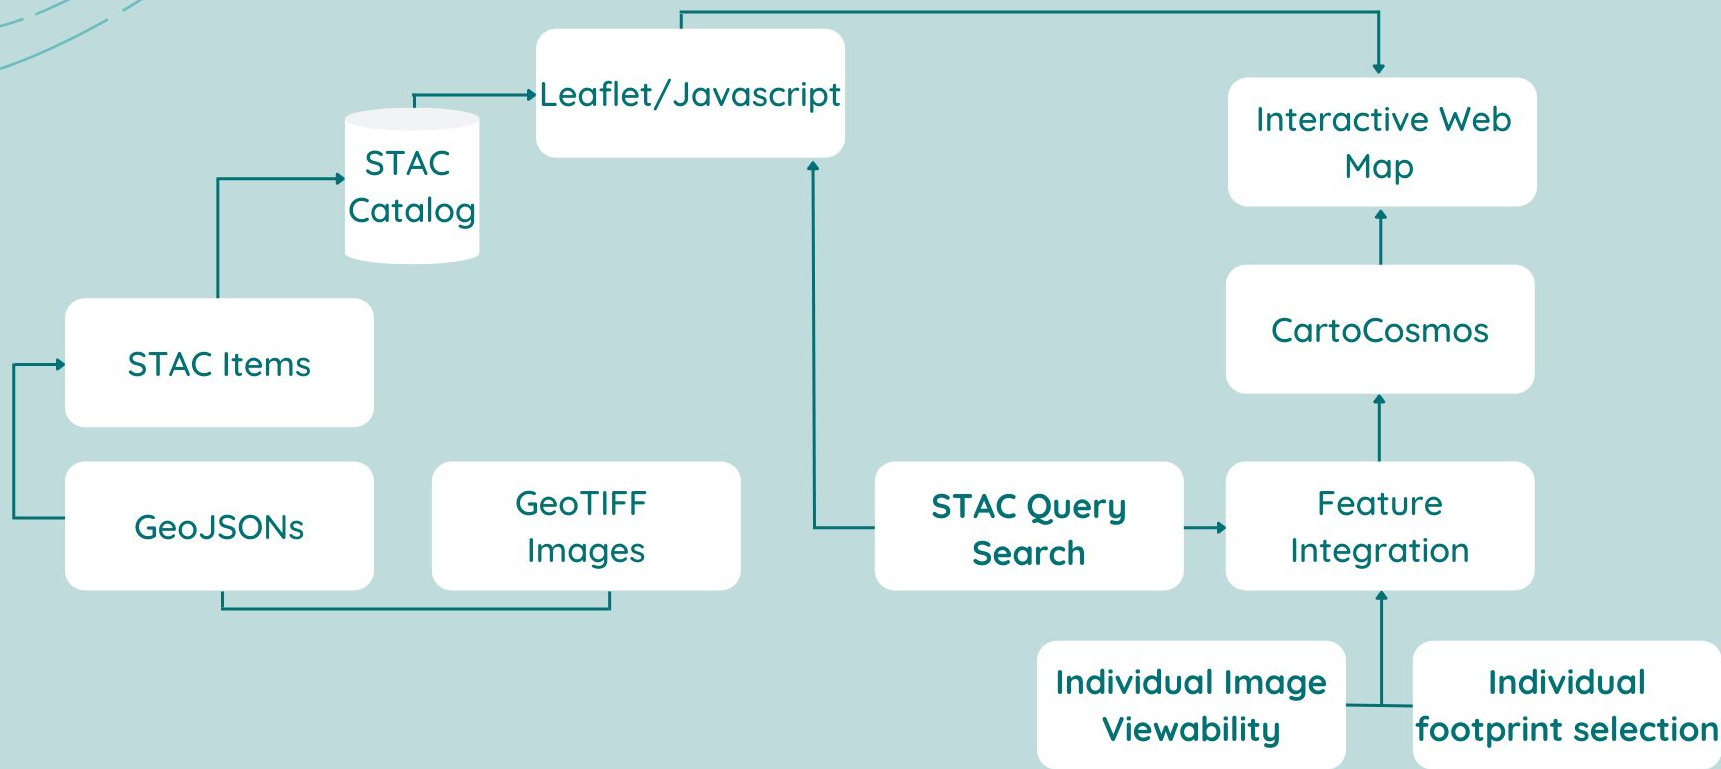 Leaflet/Javascript
Interactive Web
Map
STAC
Catalog
CartoCosmos
STAC Items
GeoJSONs
GeoTIFF
Images
STAC Query
Search
Feature
Integration
Individual Image
Viewability
Individual
footprint selection